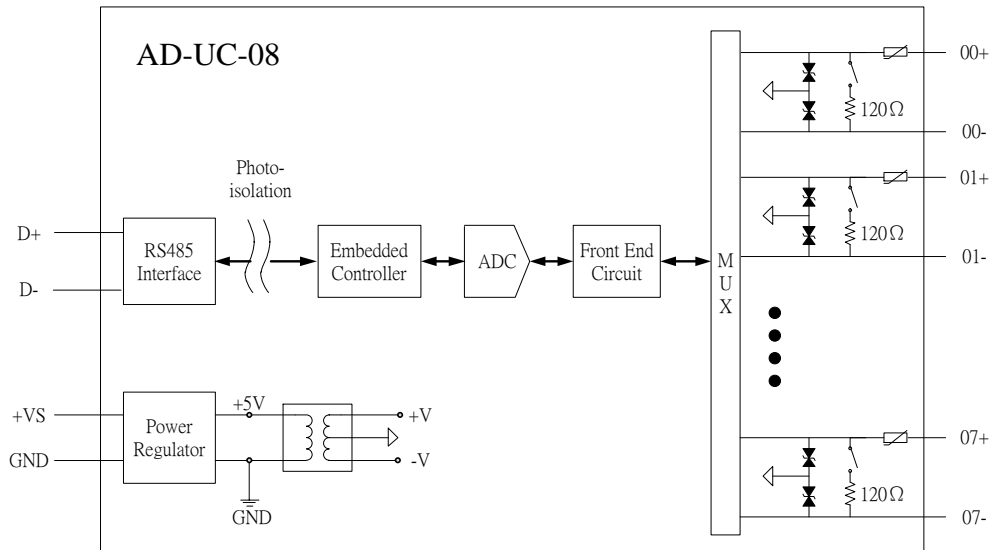 AD-UC-08
00+
120Ω
00-
Photo-
isolation
01+
120Ω
01-
D+
D-
RS485
Interface
Embedded
Controller
ADC
Front End
Circuit
M
U
X
+VS
GND
Power
Regulator
+5V
GND
+V
-V
07+
120Ω
07-